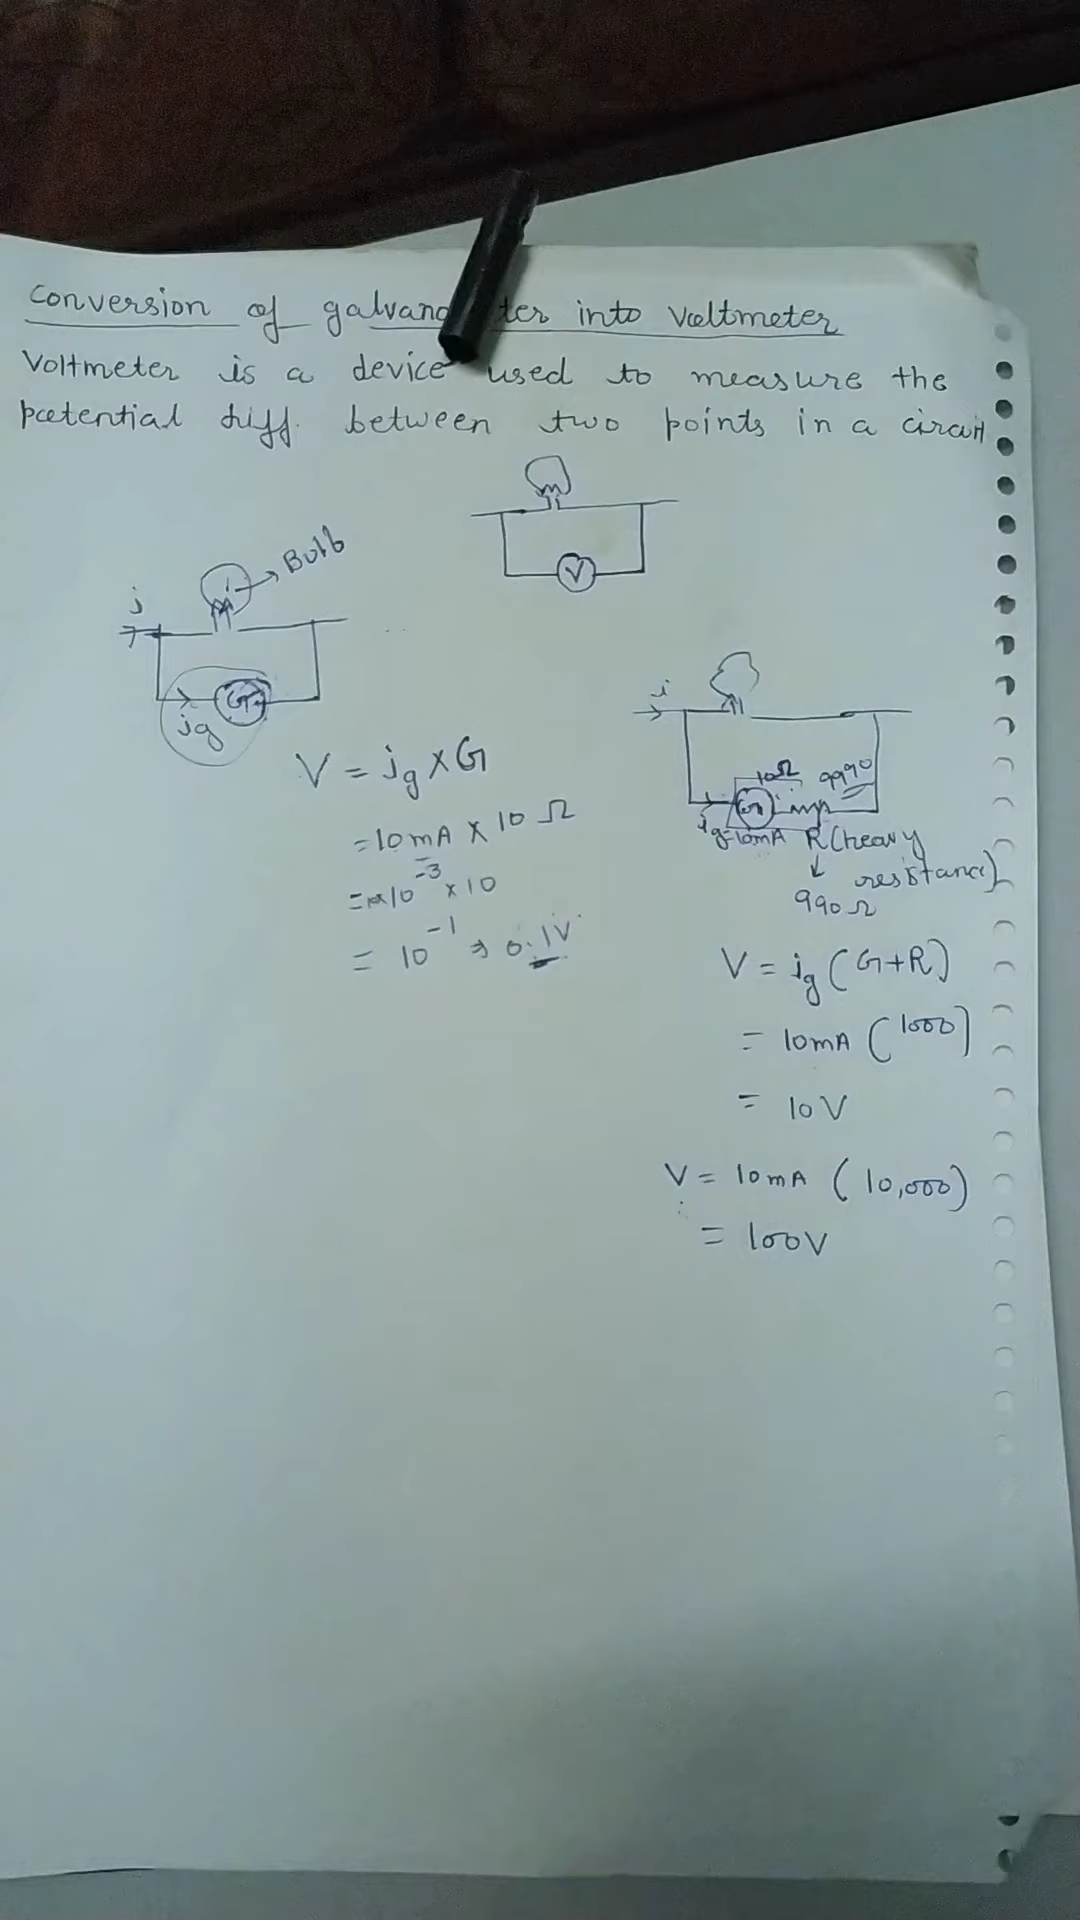 conversion of galvano ter into voltmeter
Voltmeter is a device used to measure the
potential diff. between two points in a circuit
V
Bulb
i
G
ig
V = ig × G
= 10mA × 10 Ω
10⁻³ × 10
= 10⁻¹ ⇒ 0.1V
i
10Ω 9990
G
ig=10mA R (heavy
resistance)
↓
990 Ω
V = ig (G+R)
= 10mA (1000)
= 10V
V = 10mA (10,000)
= 100V